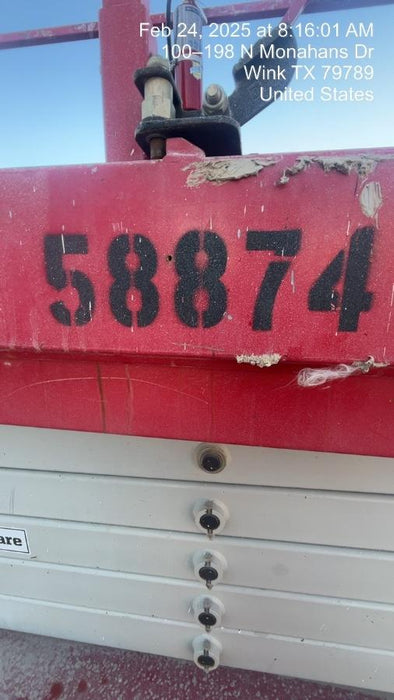 Feb 24, 2025 at 8:16:01 AM
100–198 N Monahans Dr
Wink TX 79789
United States
58874
are